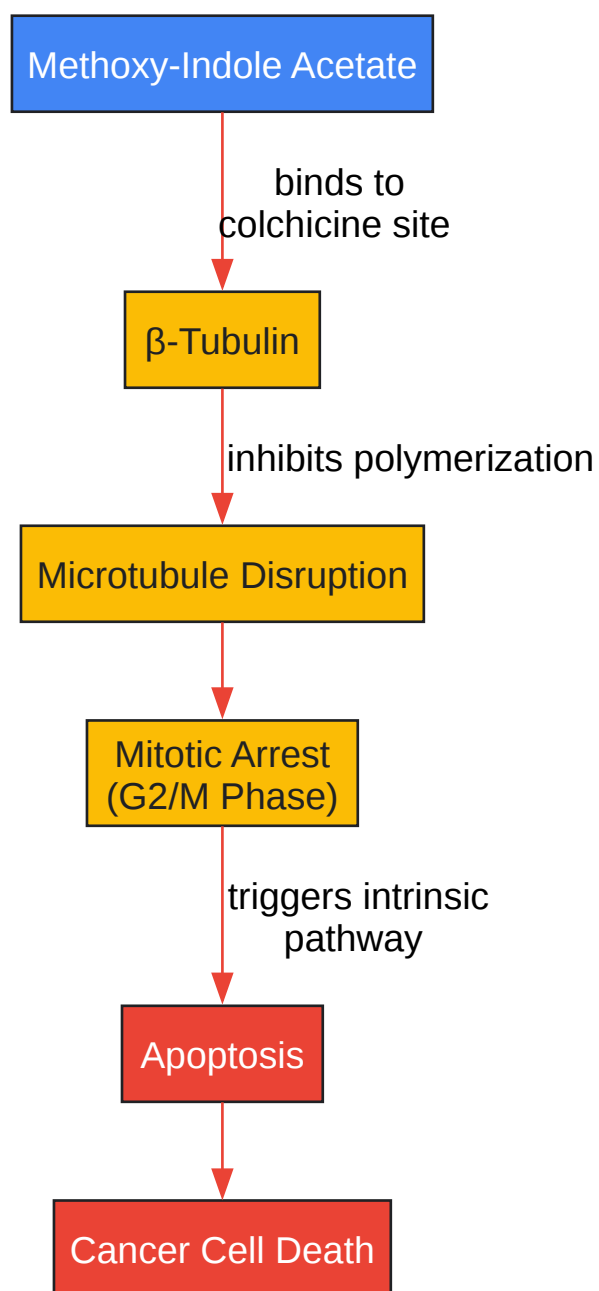 Methoxy-Indole Acetate
binds to
colchicine site
β-Tubulin
inhibits polymerization
Microtubule Disruption
Mitotic Arrest
(G2/M Phase)
triggers intrinsic
pathway
Apoptosis
Cancer Cell Death